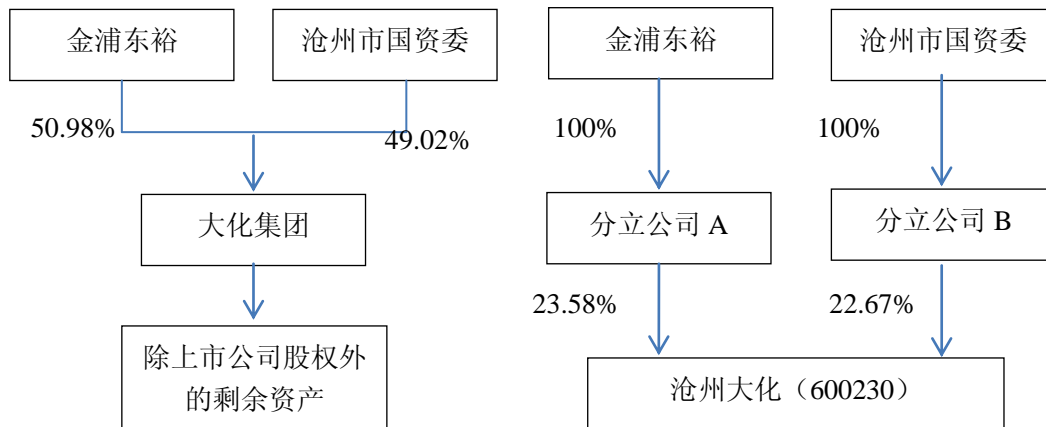 金浦东裕
沧州市国资委
金浦东裕
沧州市国资委
50.98%
49.02%
100%
100%
大化集团
分立公司 A
分立公司 B
23.58%
22.67%
除上市公司股权外
的剩余资产
沧州大化（600230）